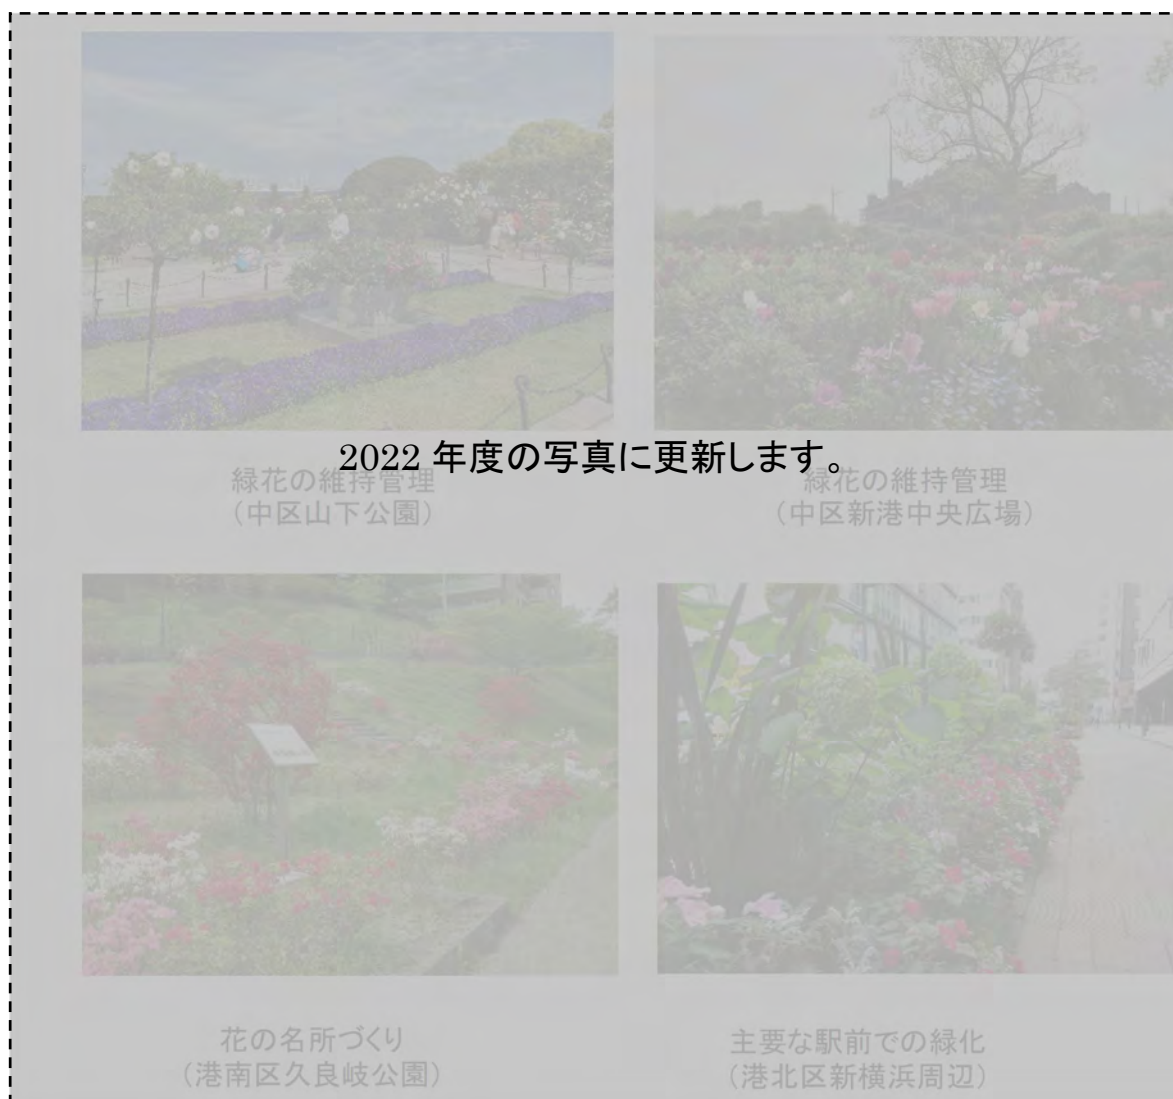 2022 年度の写真に更新します。
緑花の維持管理
（中区山下公園）
緑花の維持管理
（中区新港中央広場）
花の名所づくり
（港南区久良岐公園）
主要な駅前での緑化
（港北区新横浜周辺）